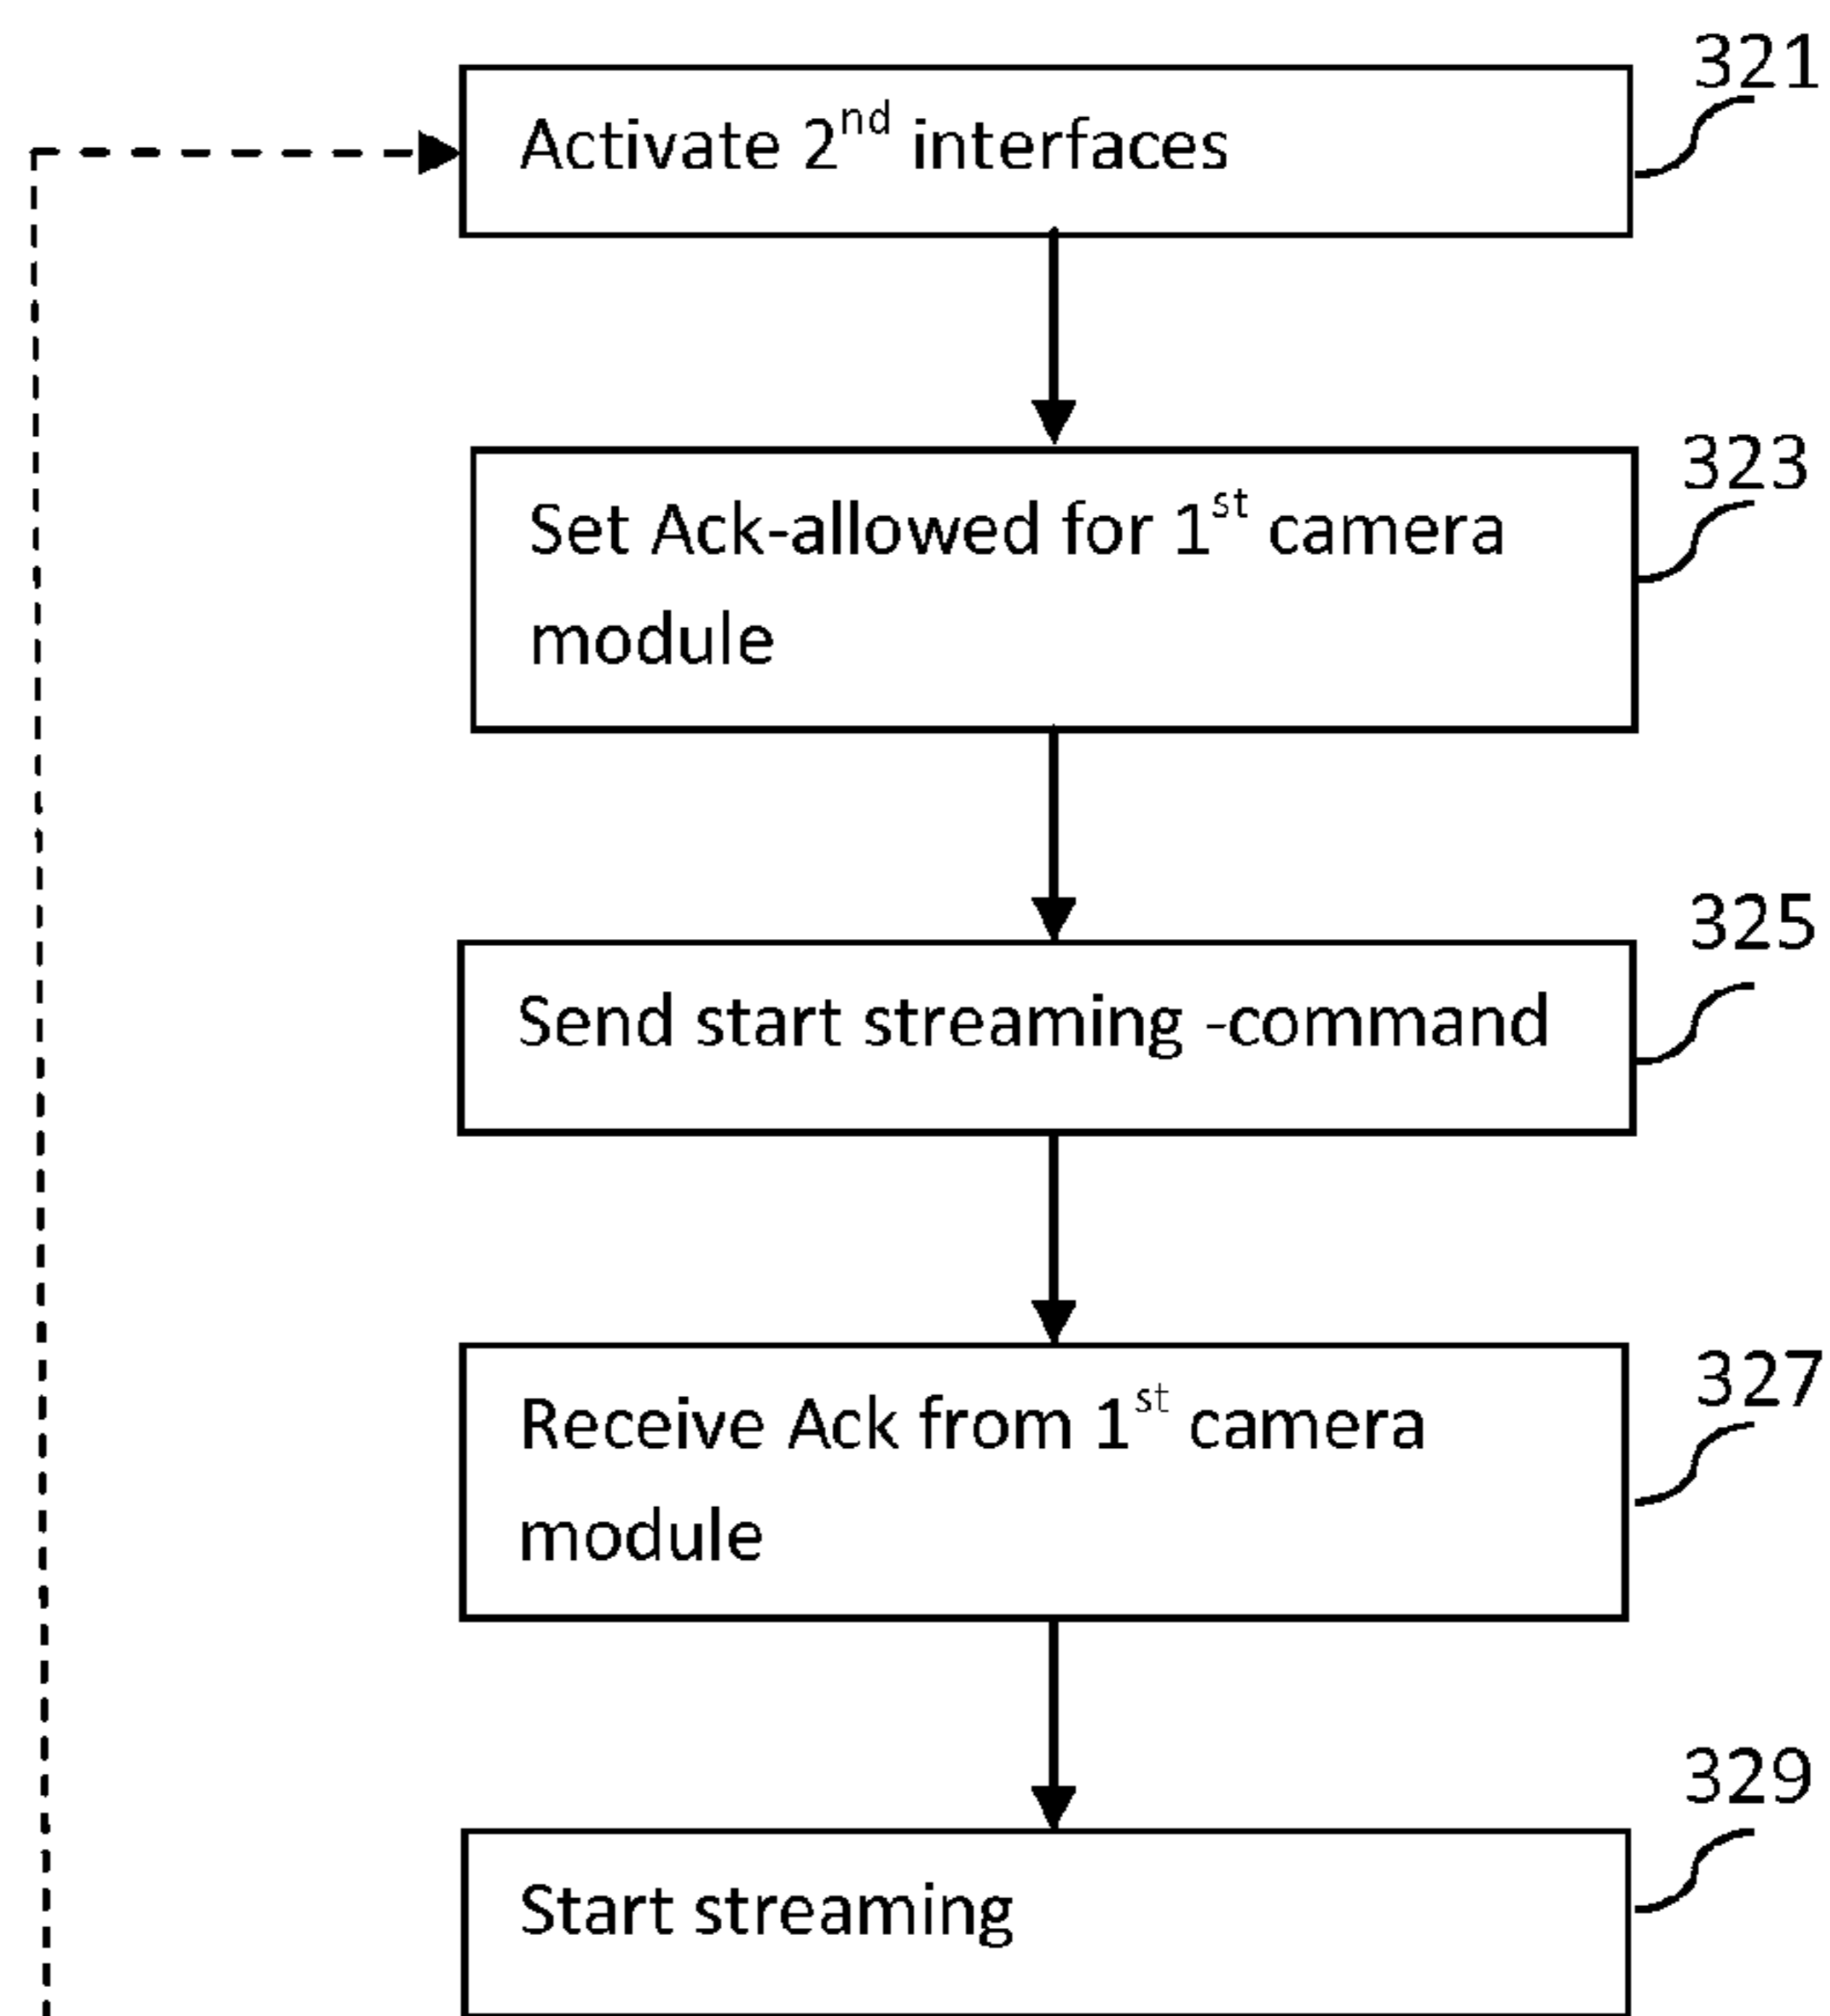 321
Activate 2nd interfaces
323
Set Ack-allowed for 1st camera
module
325
Send start streaming -command
327
Receive Ack from 1st camera
module
329
Start streaming